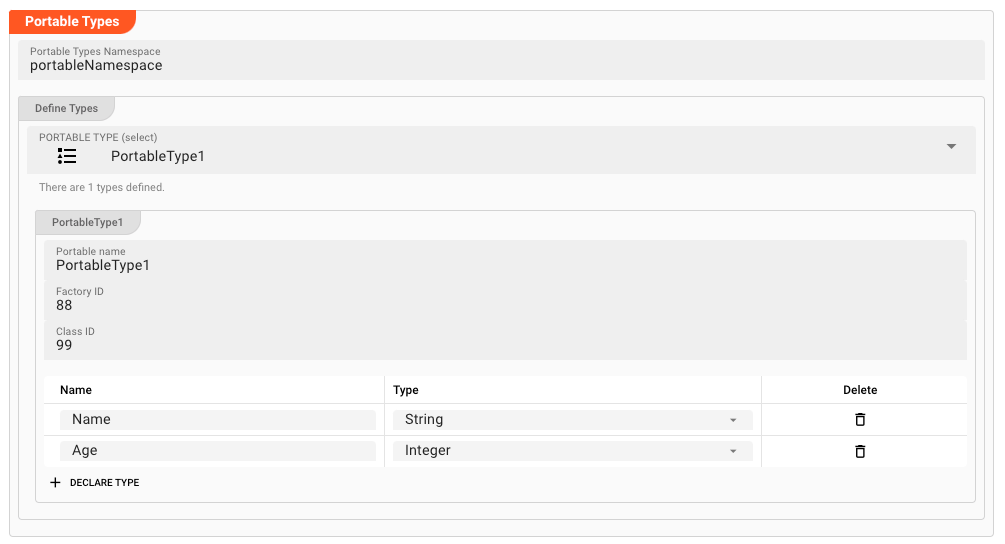 Portable Types
Portable Types Namespace
portableNamespace
Define Types
PORTABLE TYPE (select)
PortableType1
There are 1 types defined.
PortableType1
Portable name
PortableType1
Factory ID
88
Class ID
99
Name Type Delete
Name String
Age Integer
DECLARE TYPE